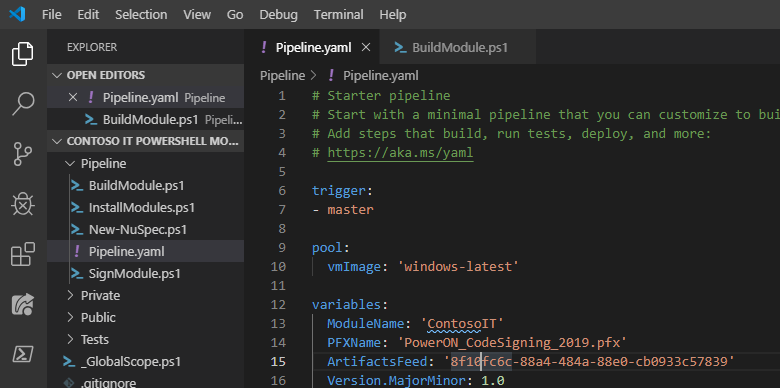 File Edit Selection View Go Debug Terminal Help
EXPLORER
OPEN EDITORS
Pipeline.yaml Pipeline
BuildModule.ps1 Pipeli...
CONTOSO IT POWERSHELL MO...
Pipeline
BuildModule.ps1
InstallModules.ps1
New-NuSpec.ps1
Pipeline.yaml
SignModule.ps1
Private
Public
Tests
_GlobalScope.ps1
.gitignore
Pipeline.yaml BuildModule.ps1
Pipeline > Pipeline.yaml
1 # Starter pipeline
2 # Start with a minimal pipeline that you can customize to bui
3 # Add steps that build, run tests, deploy, and more:
4 # https://aka.ms/yaml
5
6 trigger:
7 - master
8
9 pool:
10 vmImage: 'windows-latest'
11
12 variables:
13 ModuleName: 'ContosoIT'
14 PFXName: 'PowerON_CodeSigning_2019.pfx'
15 ArtifactsFeed: '8f10fc6c-88a4-484a-88e0-cb0933c57839'
16 Version.MajorMinor: 1.0